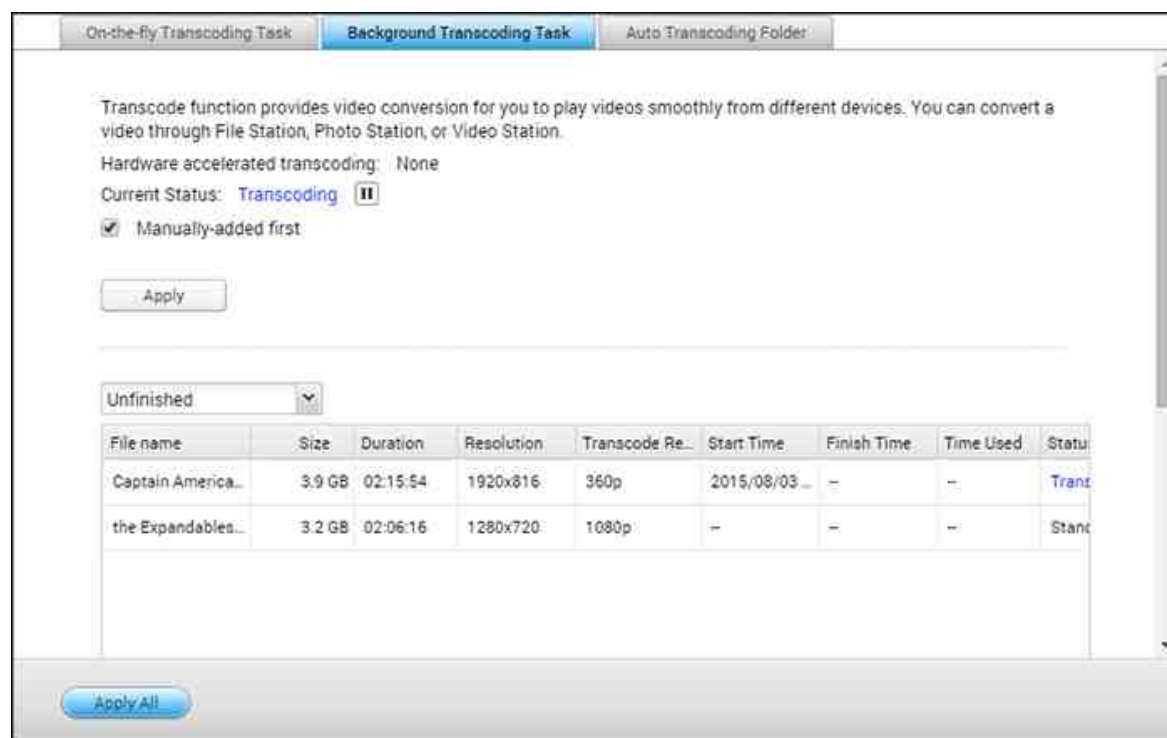 On-the-fly Transcoding Task
Background Transcoding Task
Auto Transcoding Folder
Transcode function provides video conversion for you to play videos smoothly from different devices. You can convert a
video through File Station, Photo Station, or Video Station.
Hardware accelerated transcoding: None
Current Status: Transcoding
Manually-added first
Apply
Unfinished
File name Size Duration Resolution Transcode Re... Start Time Finish Time Time Used Statu
Captain America... 3.9 GB 02:15:54 1920x816 360p 2015/08/03 ... -- -- Trans
the Expandables... 3.2 GB 02:06:16 1280x720 1080p -- -- -- Stand
Apply All